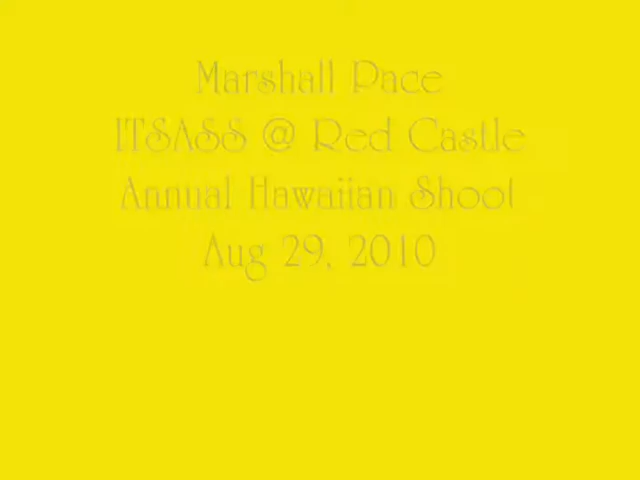 Marshall Pace
ITSASS @ Red Castle
Annual Hawaiian Shoot
Aug 29, 2010